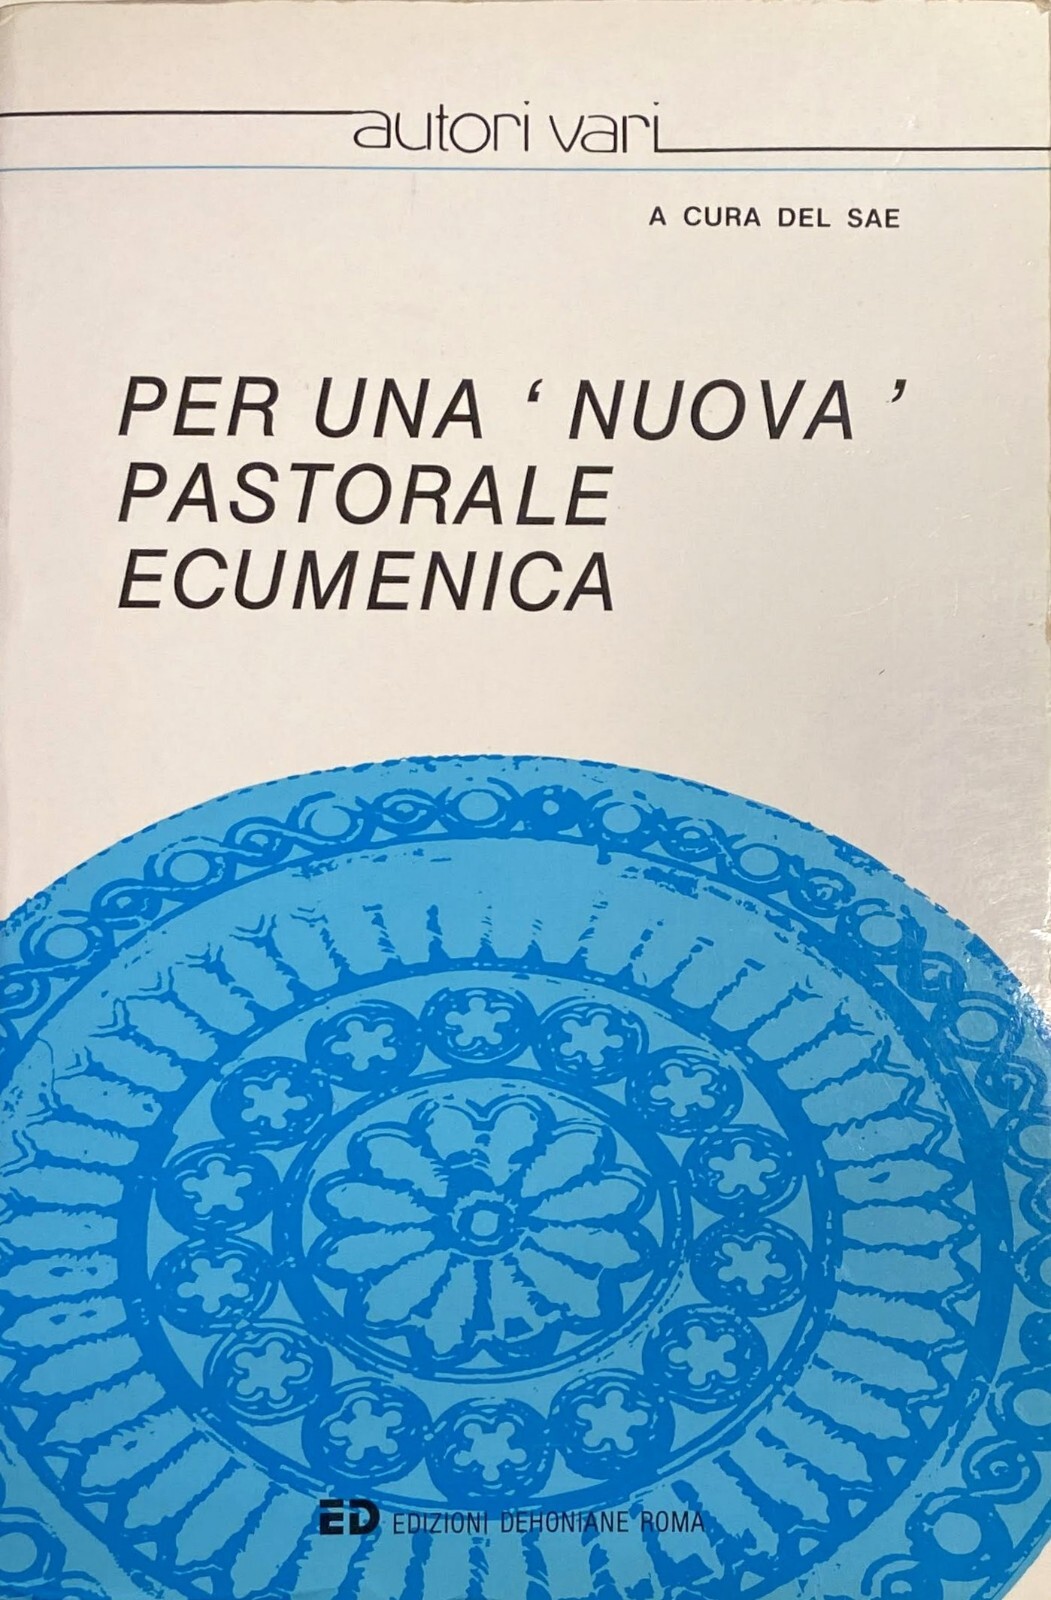 autori vari
A CURA DEL SAE
PER UNA ‘ NUOVA ’
PASTORALE
ECUMENICA
ED EDIZIONI DEHONIANE ROMA